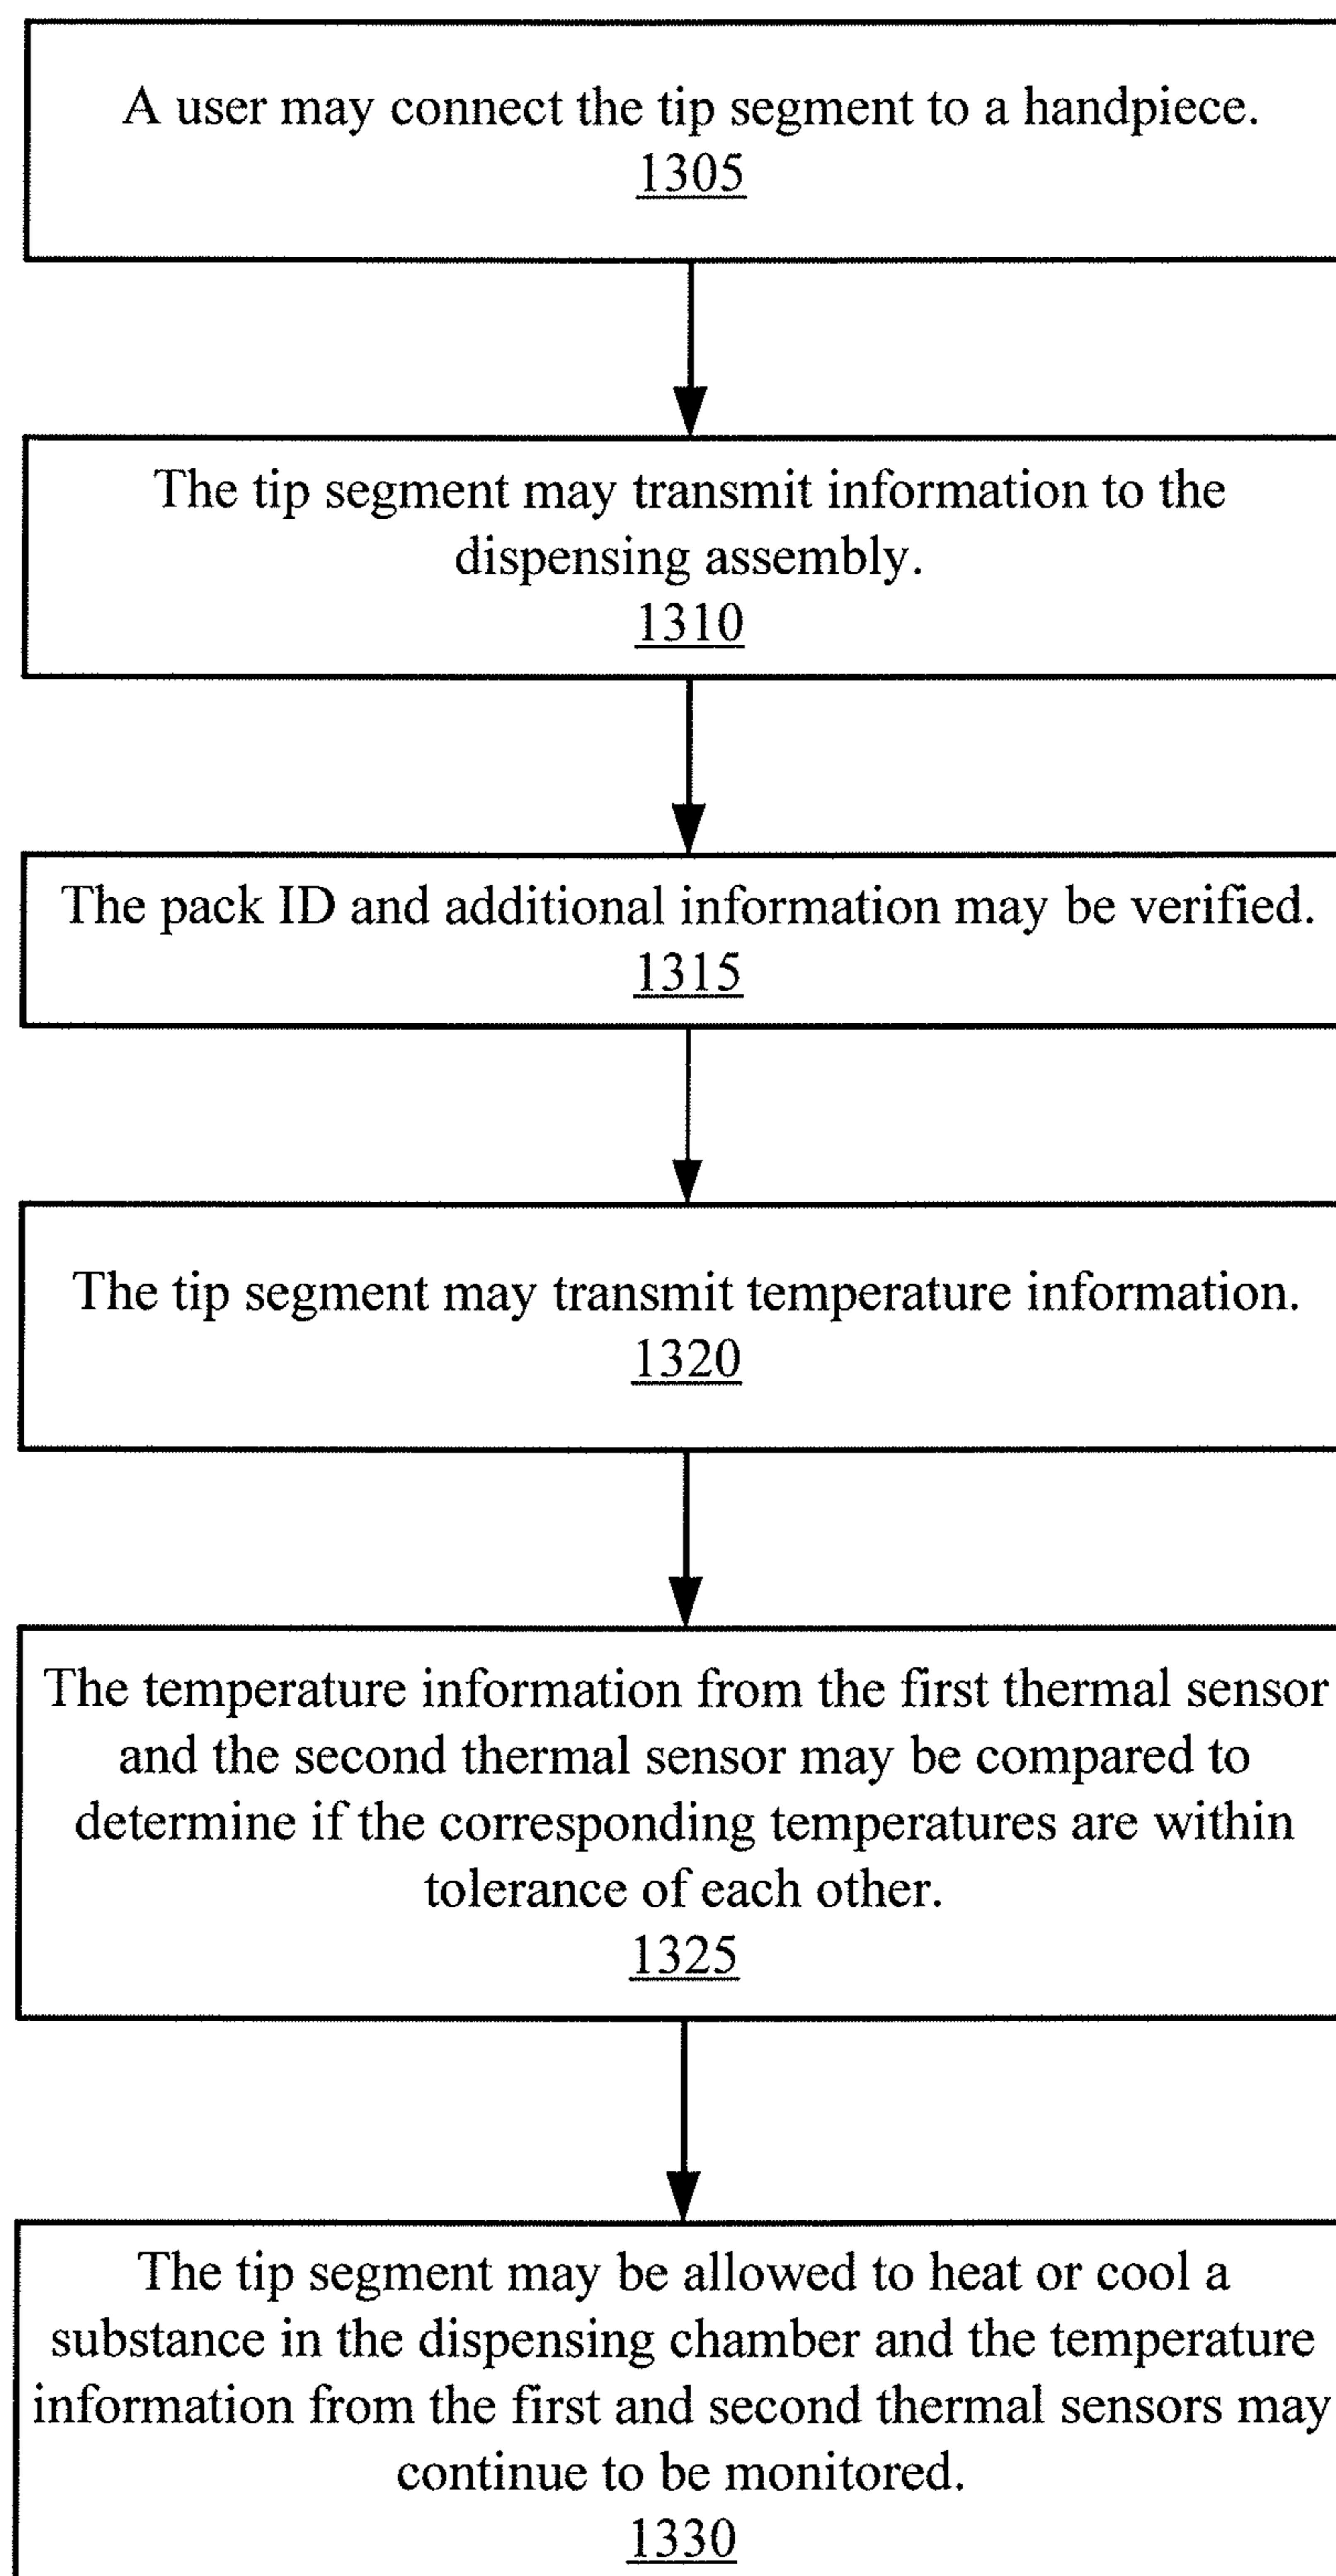 A user may connect the tip segment to a handpiece.
1305
The tip segment may transmit information to the
dispensing assembly.
1310
The pack ID and additional information may be verified.
1315
The tip segment may transmit temperature information.
1320
The temperature information from the first thermal sensor
and the second thermal sensor may be compared to
determine if the corresponding temperatures are within
tolerance of each other.
1325
The tip segment may be allowed to heat or cool a
substance in the dispensing chamber and the temperature
information from the first and second thermal sensors may
continue to be monitored.
1330